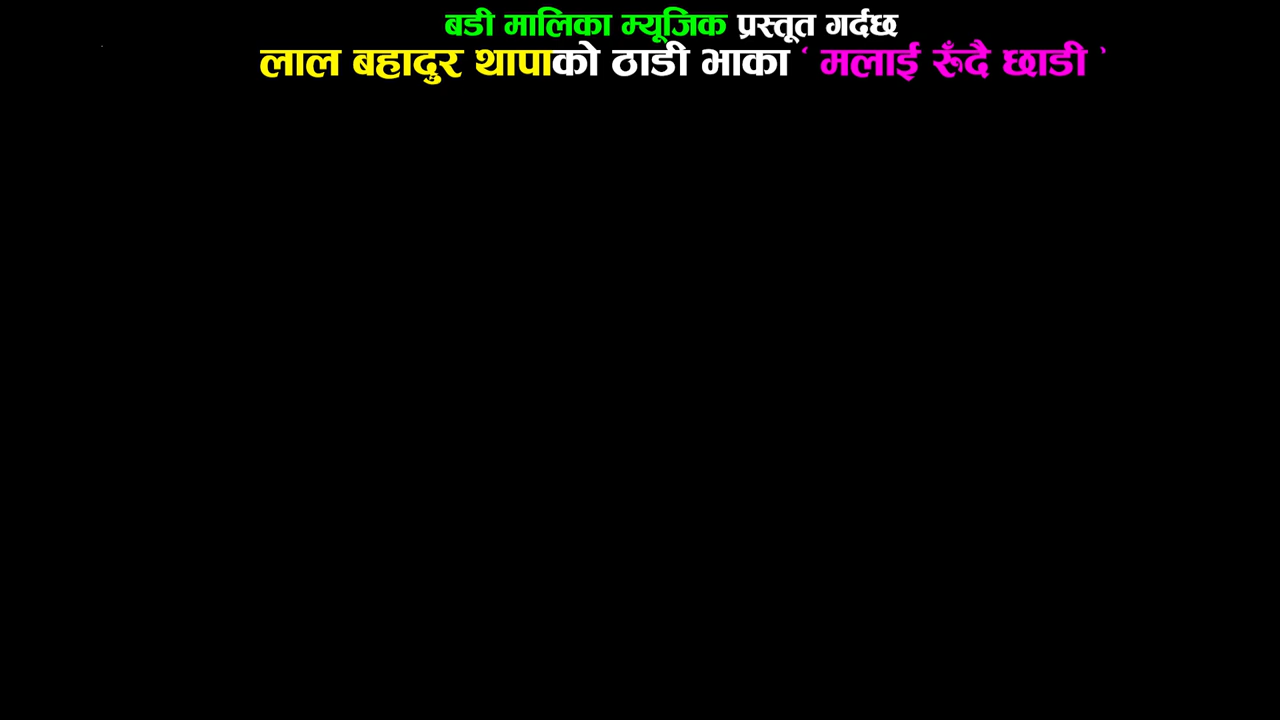 बडी मालिका म्यूजिक प्रस्तूत गर्दछ
लाल बहादुर थापाको ठाडी भाका ‘ मलाई रुँदै छाडी ’